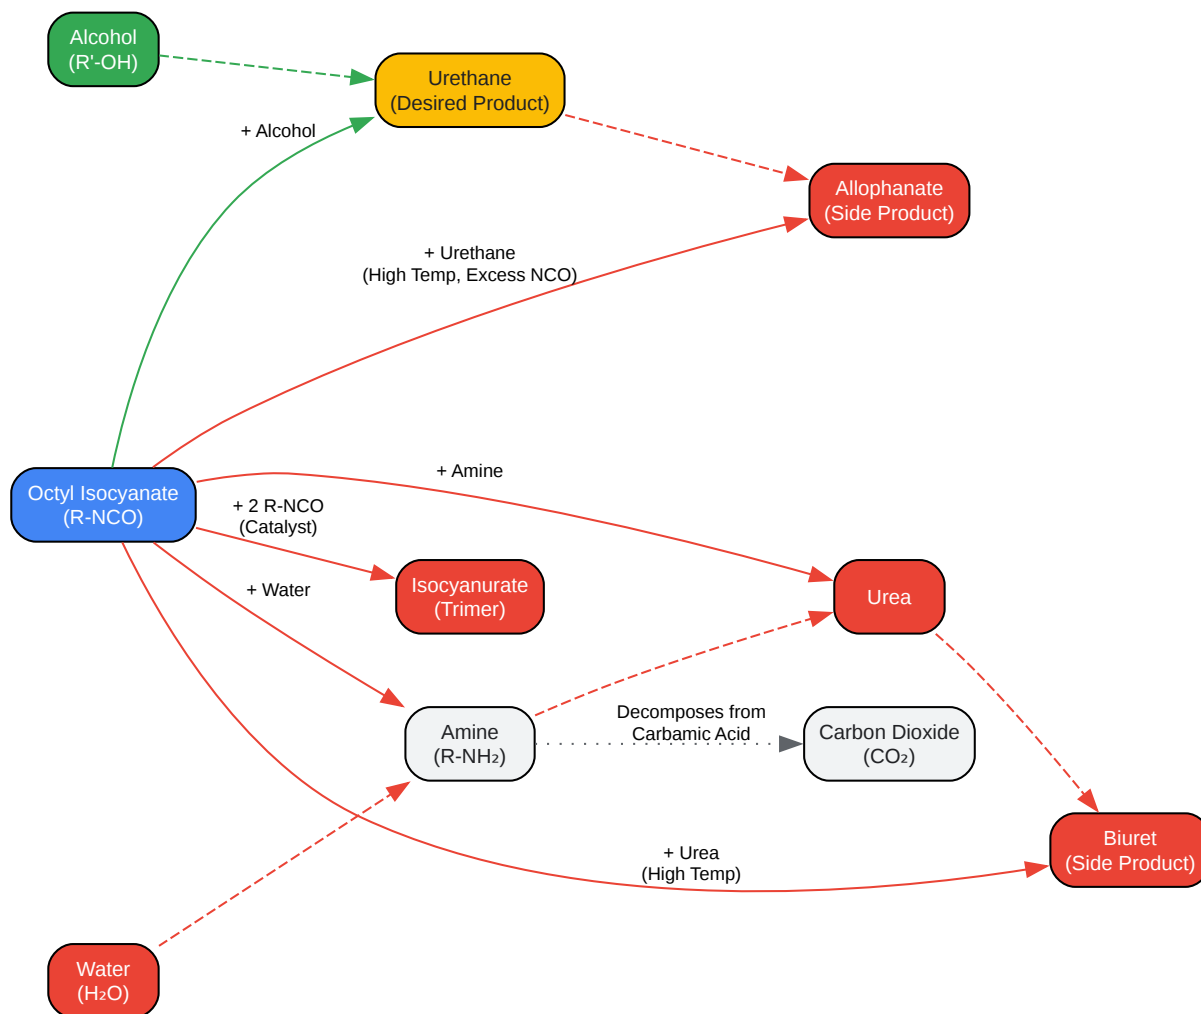 Alcohol
(R'-OH)
Urethane
(Desired Product)
+ Alcohol
Allophanate
(Side Product)
+ Urethane
(High Temp, Excess NCO)
Octyl Isocyanate
(R-NCO)
+ Amine
+ 2 R-NCO
(Catalyst)
Isocyanurate
(Trimer)
+ Water
Urea
Amine
(R-NH₂)
Decomposes from
Carbamic Acid
Carbon Dioxide
(CO₂)
+ Urea
(High Temp)
Biuret
(Side Product)
Water
(H₂O)